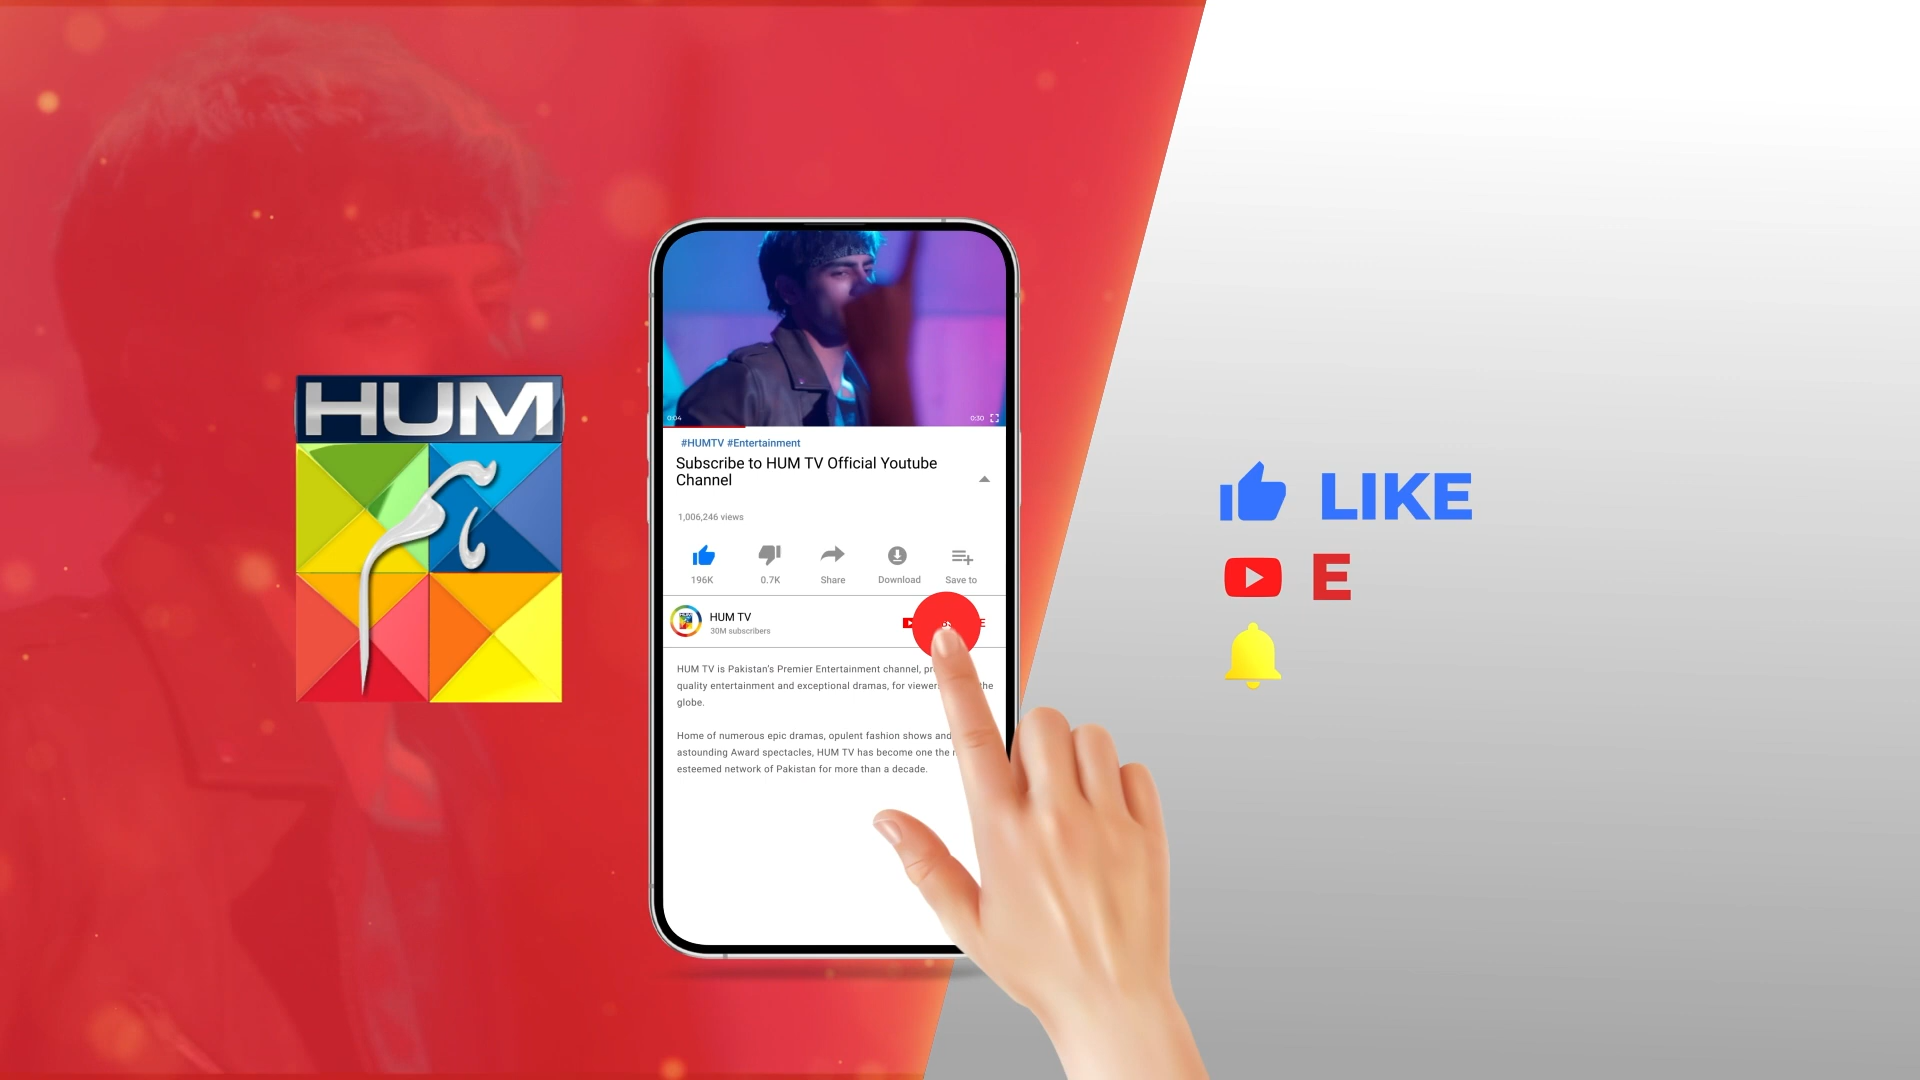 HUM
ہم
0:04
0:30
#HUMTV #Entertainment
Subscribe to HUM TV Official Youtube
Channel
1,006,246 views
196K
0.7K
Share
Download
Save to
HUM TV
30M subscribers
HUM TV is Pakistan's Premier Entertainment channel,
quality entertainment and exceptional dramas, for the
globe.
Home of numerous epic dramas, opulent fashion shows and
astounding Award spectacles, HUM TV has become one the
esteemed network of Pakistan for more than a decade.
LIKE
E